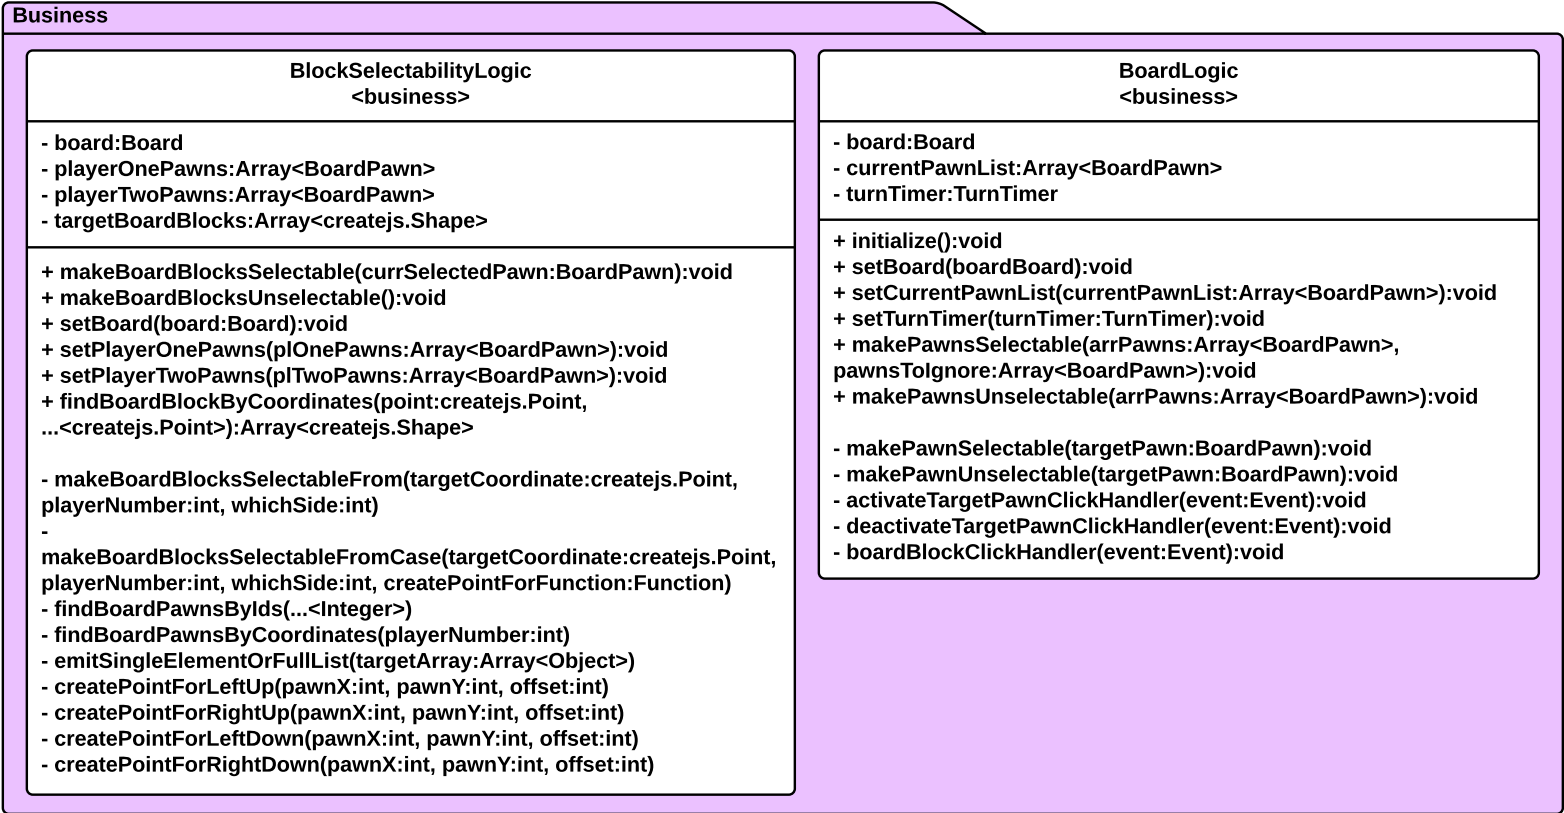 Business
BlockSelectabilityLogic
<business>
- board:Board
- playerOnePawns:Array<BoardPawn>
- playerTwoPawns:Array<BoardPawn>
- targetBoardBlocks:Array<createjs.Shape>
+ makeBoardBlocksSelectable(currSelectedPawn:BoardPawn):void
+ makeBoardBlocksUnselectable():void
+ setBoard(board:Board):void
+ setPlayerOnePawns(plOnePawns:Array<BoardPawn>):void
+ setPlayerTwoPawns(plTwoPawns:Array<BoardPawn>):void
+ findBoardBlockByCoordinates(point:createjs.Point,
...<createjs.Point>):Array<createjs.Shape>
- makeBoardBlocksSelectableFrom(targetCoordinate:createjs.Point,
playerNumber:int, whichSide:int)
-
makeBoardBlocksSelectableFromCase(targetCoordinate:createjs.Point,
playerNumber:int, whichSide:int, createPointForFunction:Function)
- findBoardPawnsByIds(...<Integer>)
- findBoardPawnsByCoordinates(playerNumber:int)
- emitSingleElementOrFullList(targetArray:Array<Object>)
- createPointForLeftUp(pawnX:int, pawnY:int, offset:int)
- createPointForRightUp(pawnX:int, pawnY:int, offset:int)
- createPointForLeftDown(pawnX:int, pawnY:int, offset:int)
- createPointForRightDown(pawnX:int, pawnY:int, offset:int)
BoardLogic
<business>
- board:Board
- currentPawnList:Array<BoardPawn>
- turnTimer:TurnTimer
+ initialize():void
+ setBoard(boardBoard):void
+ setCurrentPawnList(currentPawnList:Array<BoardPawn>):void
+ setTurnTimer(turnTimer:TurnTimer):void
+ makePawnsSelectable(arrPawns:Array<BoardPawn>,
pawnsToIgnore:Array<BoardPawn>):void
+ makePawnsUnselectable(arrPawns:Array<BoardPawn>):void
- makePawnSelectable(targetPawn:BoardPawn):void
- makePawnUnselectable(targetPawn:BoardPawn):void
- activateTargetPawnClickHandler(event:Event):void
- deactivateTargetPawnClickHandler(event:Event):void
- boardBlockClickHandler(event:Event):void